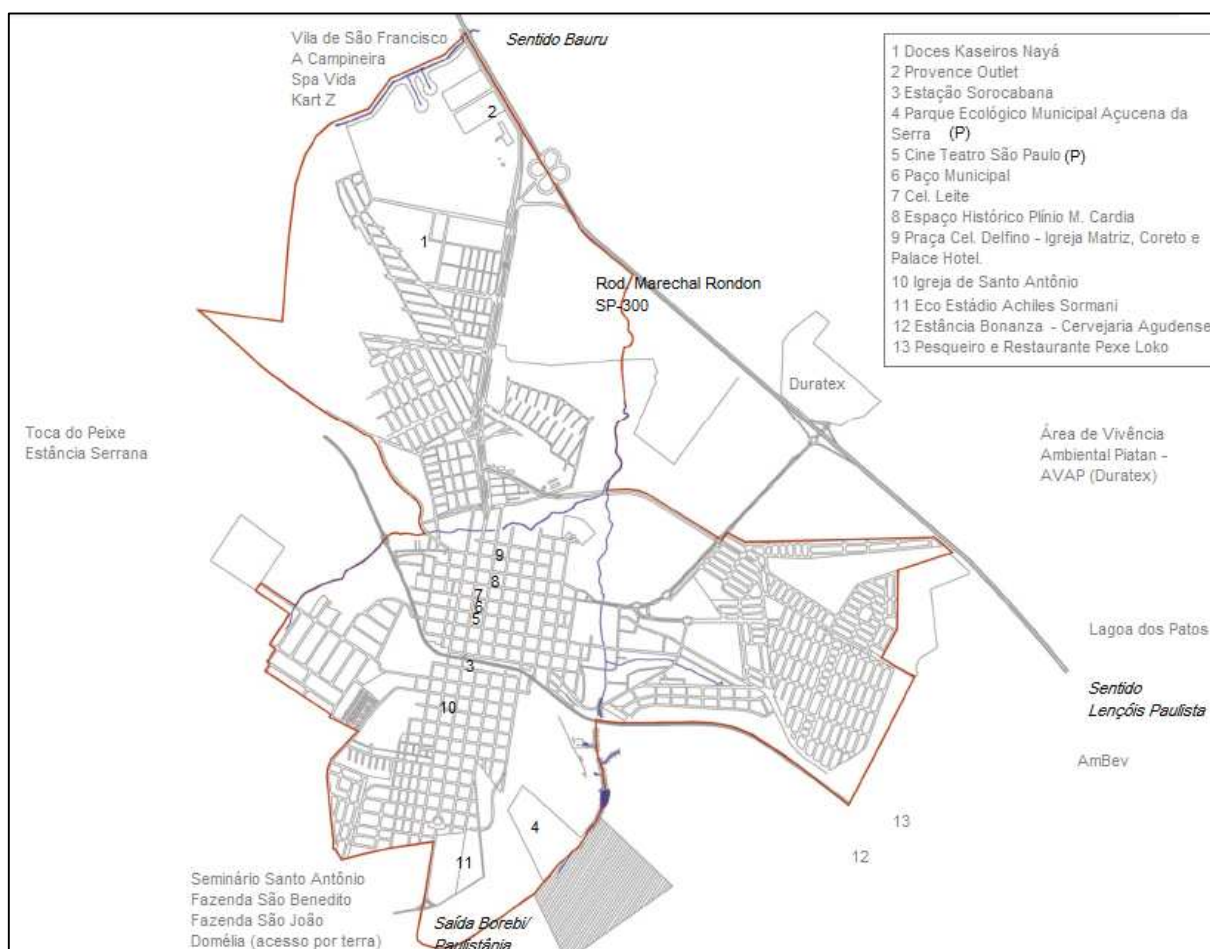 Vila de São Francisco
A Campineira
Spa Vida
Kart Z
Sentido Bauru
1 Doces Kaseiros Nayá
2 Provence Outlet
3 Estação Sorocabana
4 Parque Ecológico Municipal Açucena da
Serra (P)
5 Cine Teatro São Paulo (P)
6 Paço Municipal
7 Cel. Leite
8 Espaço Histórico Plínio M. Cardia
9 Praça Cel. Delfino - Igreja Matriz, Coreto e
Palace Hotel.
10 Igreja de Santo Antônio
11 Eco Estádio Achiles Sormani
12 Estância Bonanza - Cervejaria Agudense
13 Pesqueiro e Restaurante Pexe Loko
2
1
Rod. Marechal Rondon
SP-300
Duratex
Toca do Peixe
Estância Serrana
Área de Vivência
Ambiental Piatan -
AVAP (Duratex)
9
8
7
6
5
3
10
Lagoa dos Patos
Sentido
Lençóis Paulista
AmBev
4
13
12
11
Seminário Santo Antônio
Fazenda São Benedito
Fazenda São João
Domélia (acesso por terra)
Saída Borebi/
Paulistânia